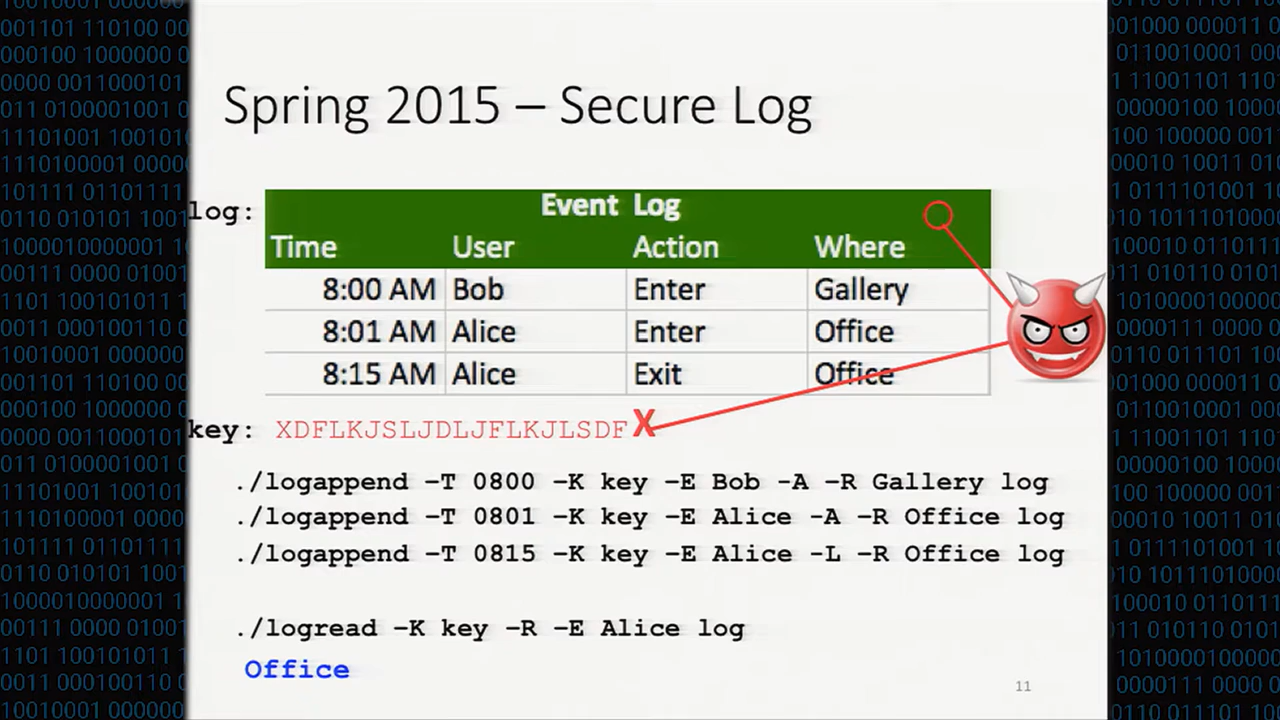 Spring 2015 – Secure Log
log:
Event Log
Time User Action Where
8:00 AM Bob Enter Gallery
8:01 AM Alice Enter Office
8:15 AM Alice Exit Office
key: XDFLKJSLJDLJFLKJLSDF X
./logappend –T 0800 –K key –E Bob -A –R Gallery log
./logappend –T 0801 –K key –E Alice -A –R Office log
./logappend –T 0815 –K key –E Alice -L –R Office log
./logread –K key –R –E Alice log
Office
11